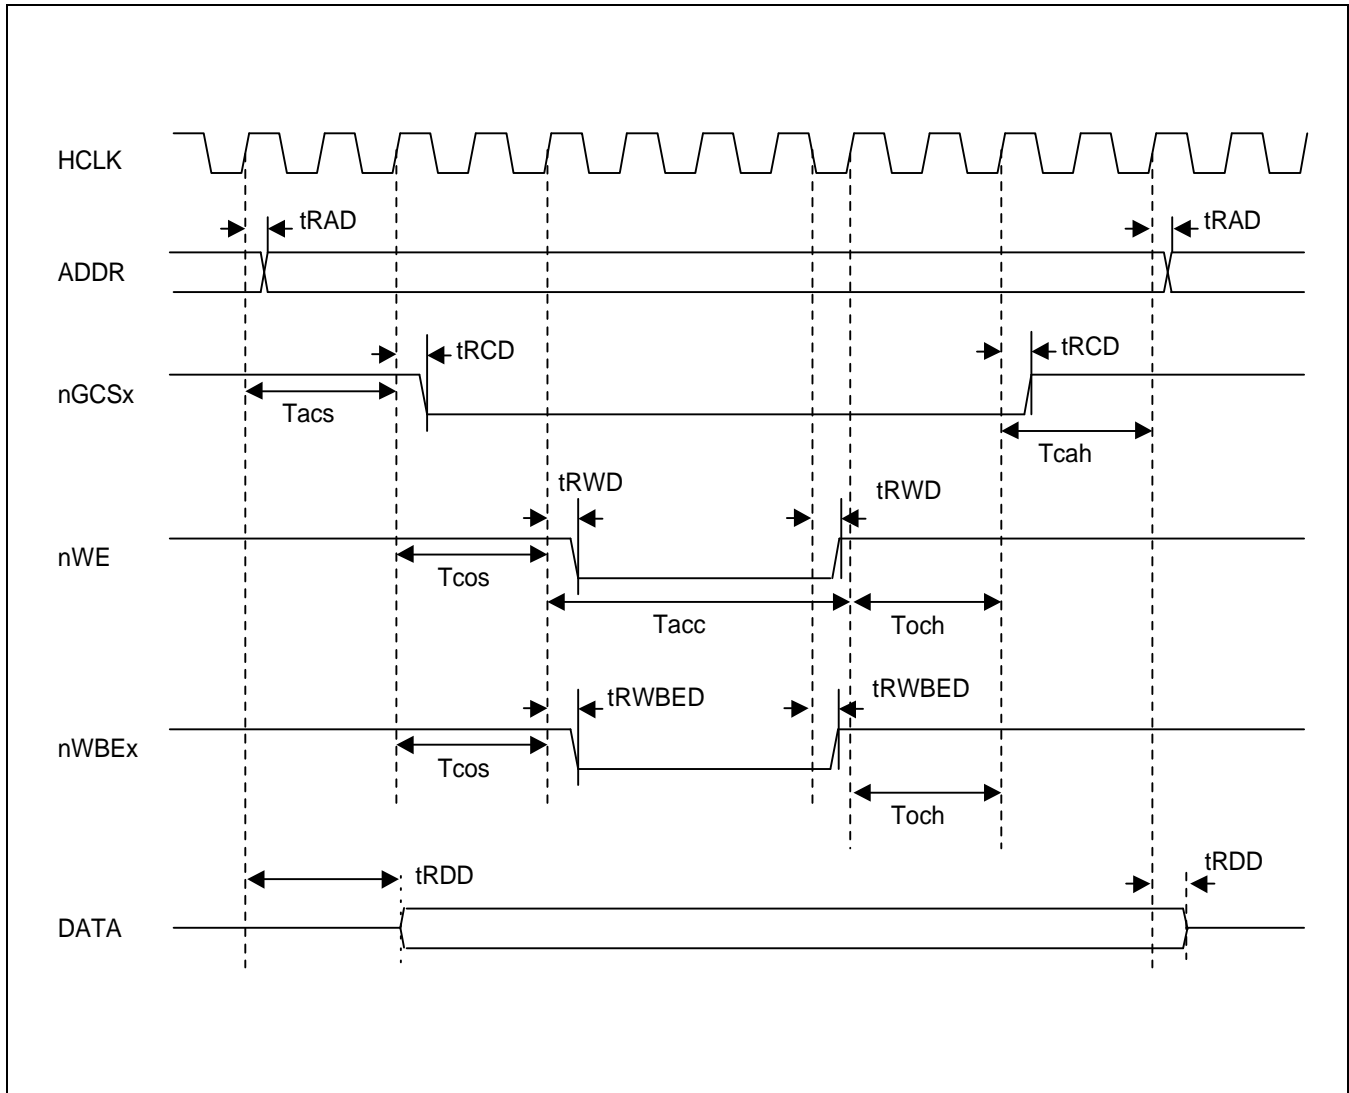 HCLK
tRAD
tRAD
ADDR
tRCD
tRCD
nGCSx
Tacs
Tcah
tRWD
tRWD
nWE
Tcos
Tacc
Toch
tRWBED
tRWBED
nWBEx
Tcos
Toch
tRDD
tRDD
DATA